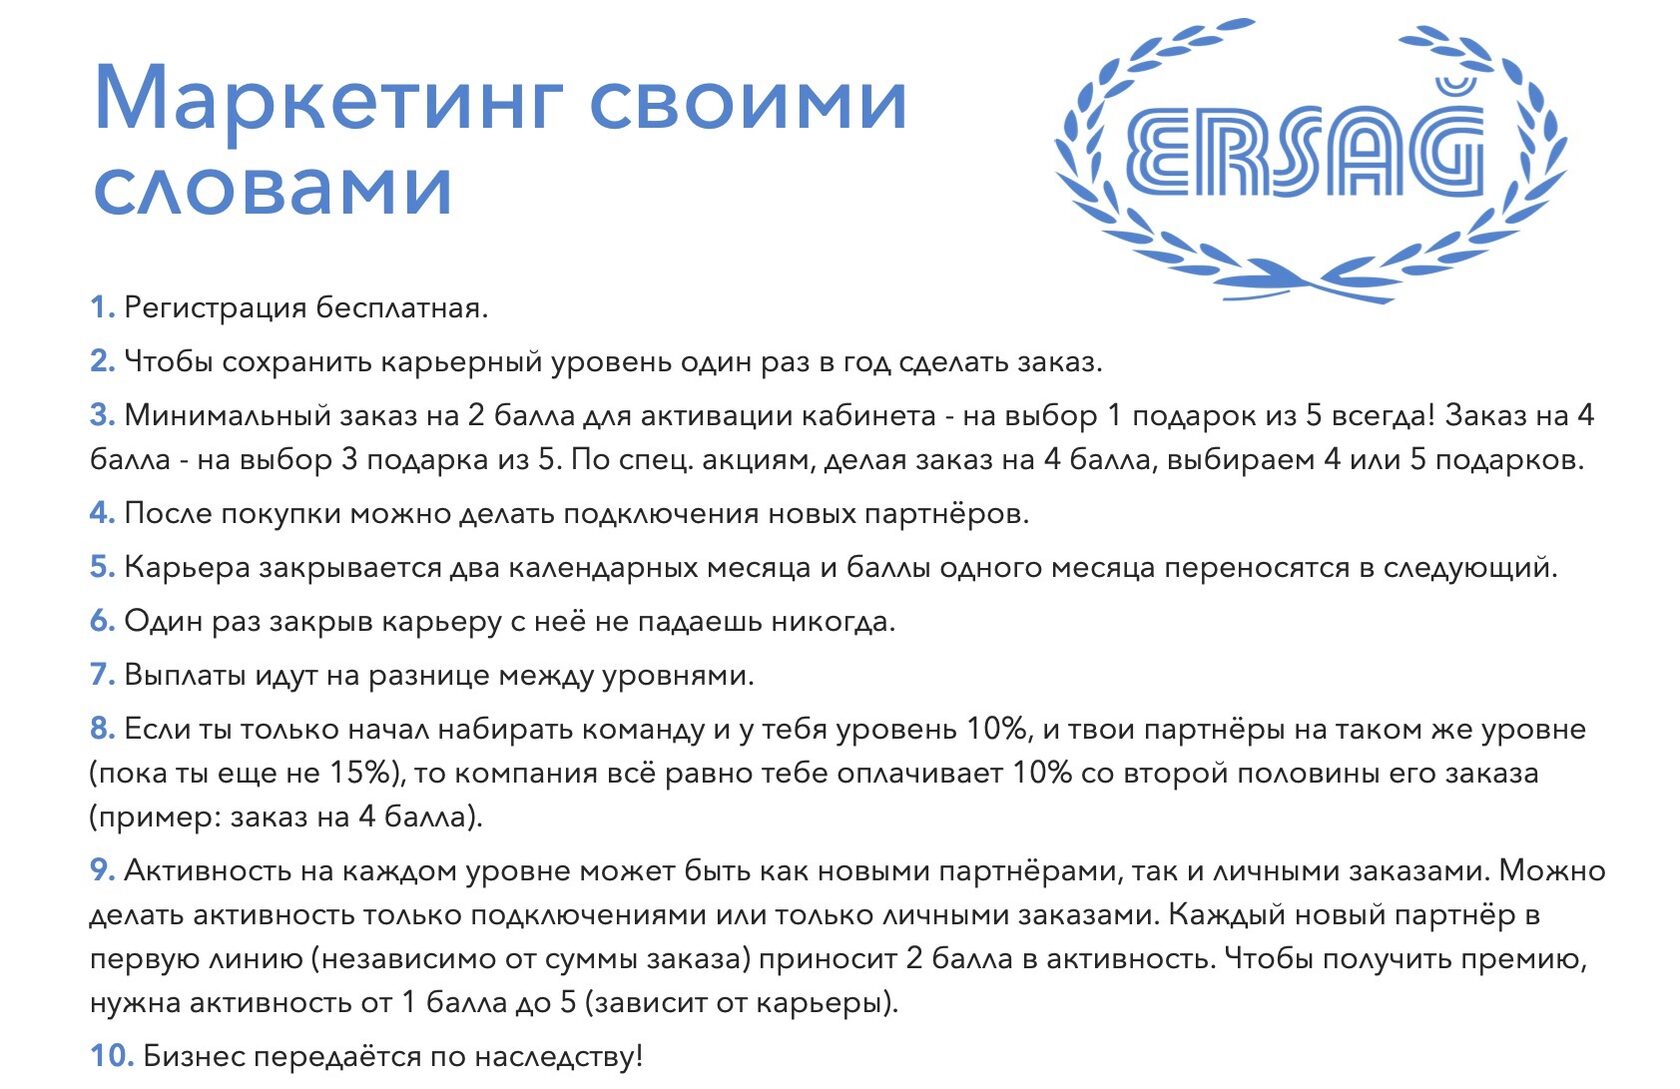 Маркетинг своими
словами
ERSAĞ
1. Регистрация бесплатная.
2. Чтобы сохранить карьерный уровень один раз в год сделать заказ.
3. Минимальный заказ на 2 балла для активации кабинета - на выбор 1 подарок из 5 всегда! Заказ на 4
балла - на выбор 3 подарка из 5. По спец. акциям, делая заказ на 4 балла, выбираем 4 или 5 подарков.
4. После покупки можно делать подключения новых партнёров.
5. Карьера закрывается два календарных месяца и баллы одного месяца переносятся в следующий.
6. Один раз закрыв карьеру с неё не падаешь никогда.
7. Выплаты идут на разнице между уровнями.
8. Если ты только начал набирать команду и у тебя уровень 10%, и твои партнёры на таком же уровне
(пока ты еще не 15%), то компания всё равно тебе оплачивает 10% со второй половины его заказа
(пример: заказ на 4 балла).
9. Активность на каждом уровне может быть как новыми партнёрами, так и личными заказами. Можно
делать активность только подключениями или только личными заказами. Каждый новый партнёр в
первую линию (независимо от суммы заказа) приносит 2 балла в активность. Чтобы получить премию,
нужна активность от 1 балла до 5 (зависит от карьеры).
10. Бизнес передаётся по наследству!